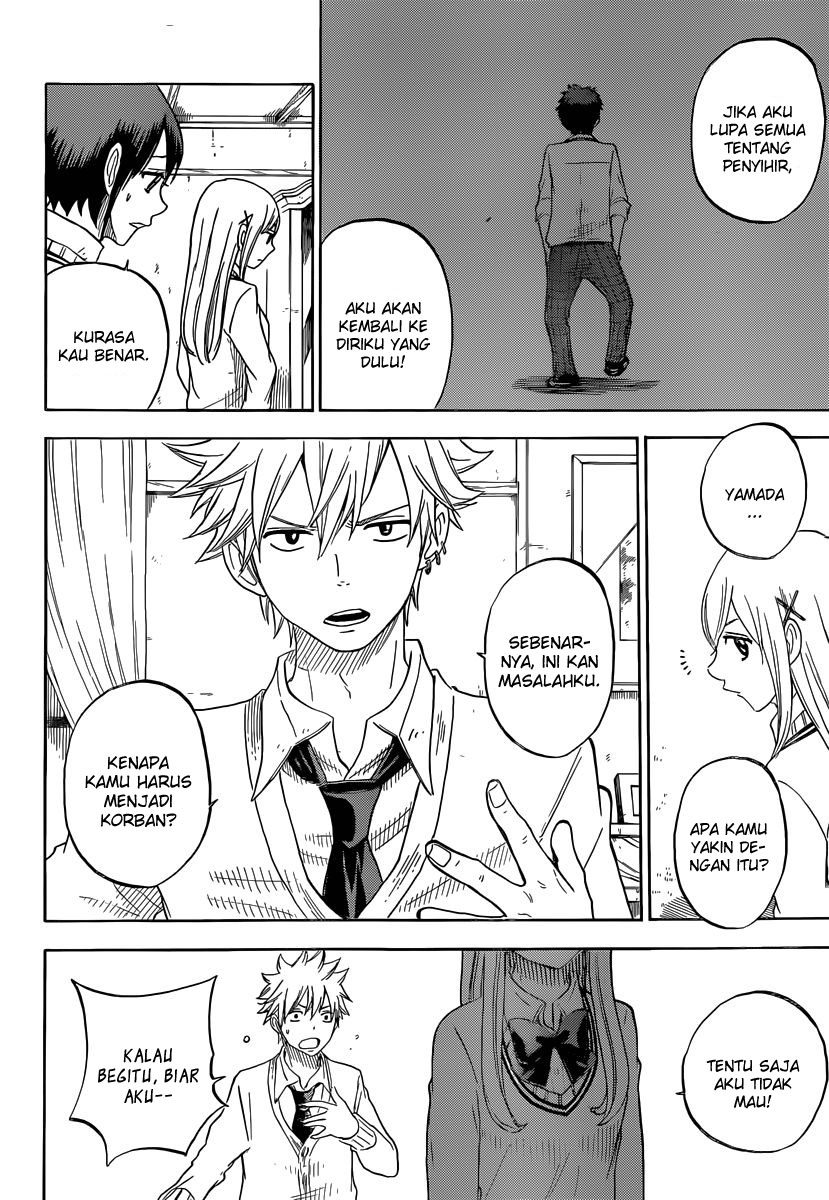 JIKA AKU
LUPA SEMUA
TENTANG
PENYIHIR,
AKU AKAN
KEMBALI KE
DIRIKU YANG
DULU!
KURASA
KAU BENAR.
YAMADA
...
APA KAMU
YAKIN DE-
NGAN ITU?
SEBENAR-
NYA, INI KAN
MASALAHKU.
KENAPA
KAMU HARUS
MENJADI
KORBAN?
TENTU SAJA
AKU TIDAK
MAU!
KALAU
BEGITU, BIAR
AKU--